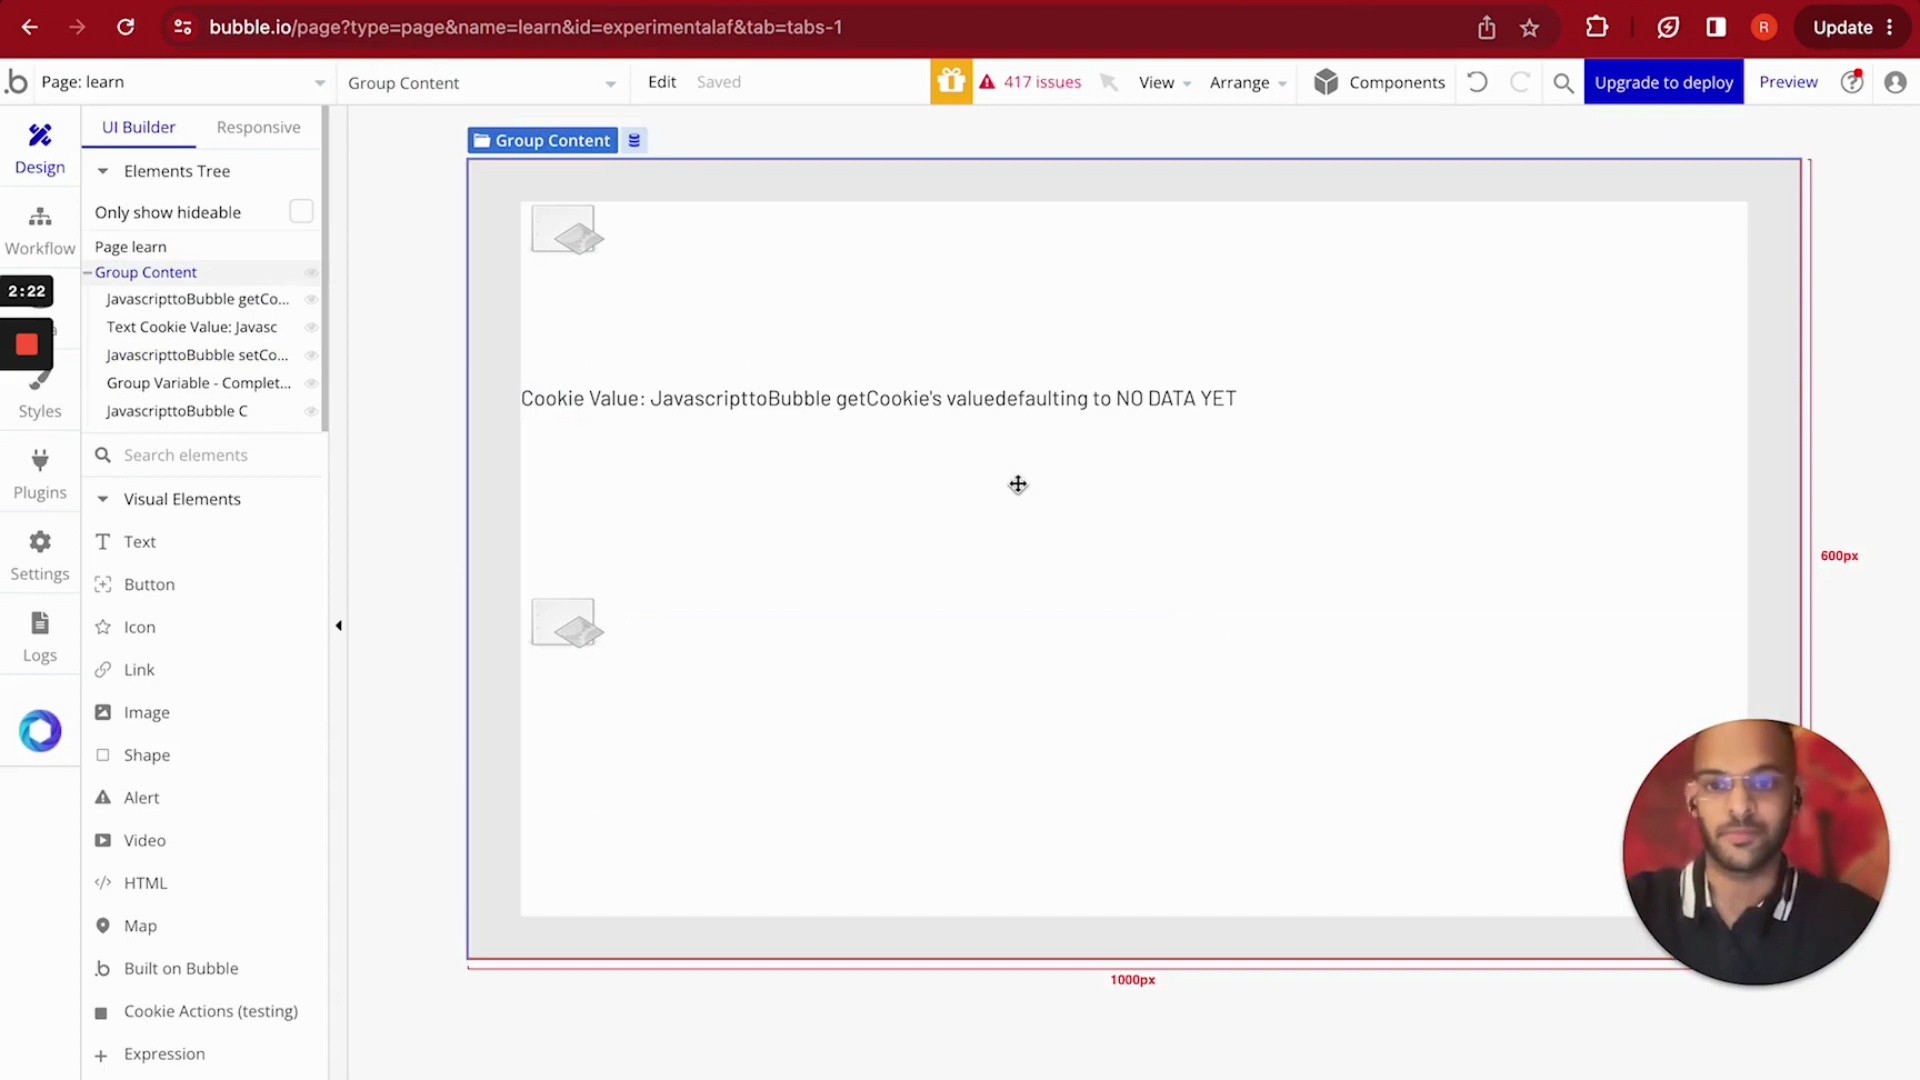 bubble.io/page?type=page&name=learn&id=experimentalaf&tab=tabs-1
R
Update
b
Page: learn
Group Content
Edit
Saved
417 issues
View
Arrange
Components
Upgrade to deploy
Preview
Design
Workflow
2:22
Styles
Plugins
Settings
Logs
UI Builder
Responsive
Elements Tree
Only show hideable
Page learn
Group Content
JavascripttoBubble getCo...
Text Cookie Value: Javasc
JavascripttoBubble setCo...
Group Variable - Complet...
JavascripttoBubble C
Search elements
Visual Elements
Text
Button
Icon
Link
Image
Shape
Alert
Video
HTML
Map
Built on Bubble
Cookie Actions (testing)
Expression
Group Content
Cookie Value: JavascripttoBubble getCookie's valuedefaulting to NO DATA YET
600px
1000px